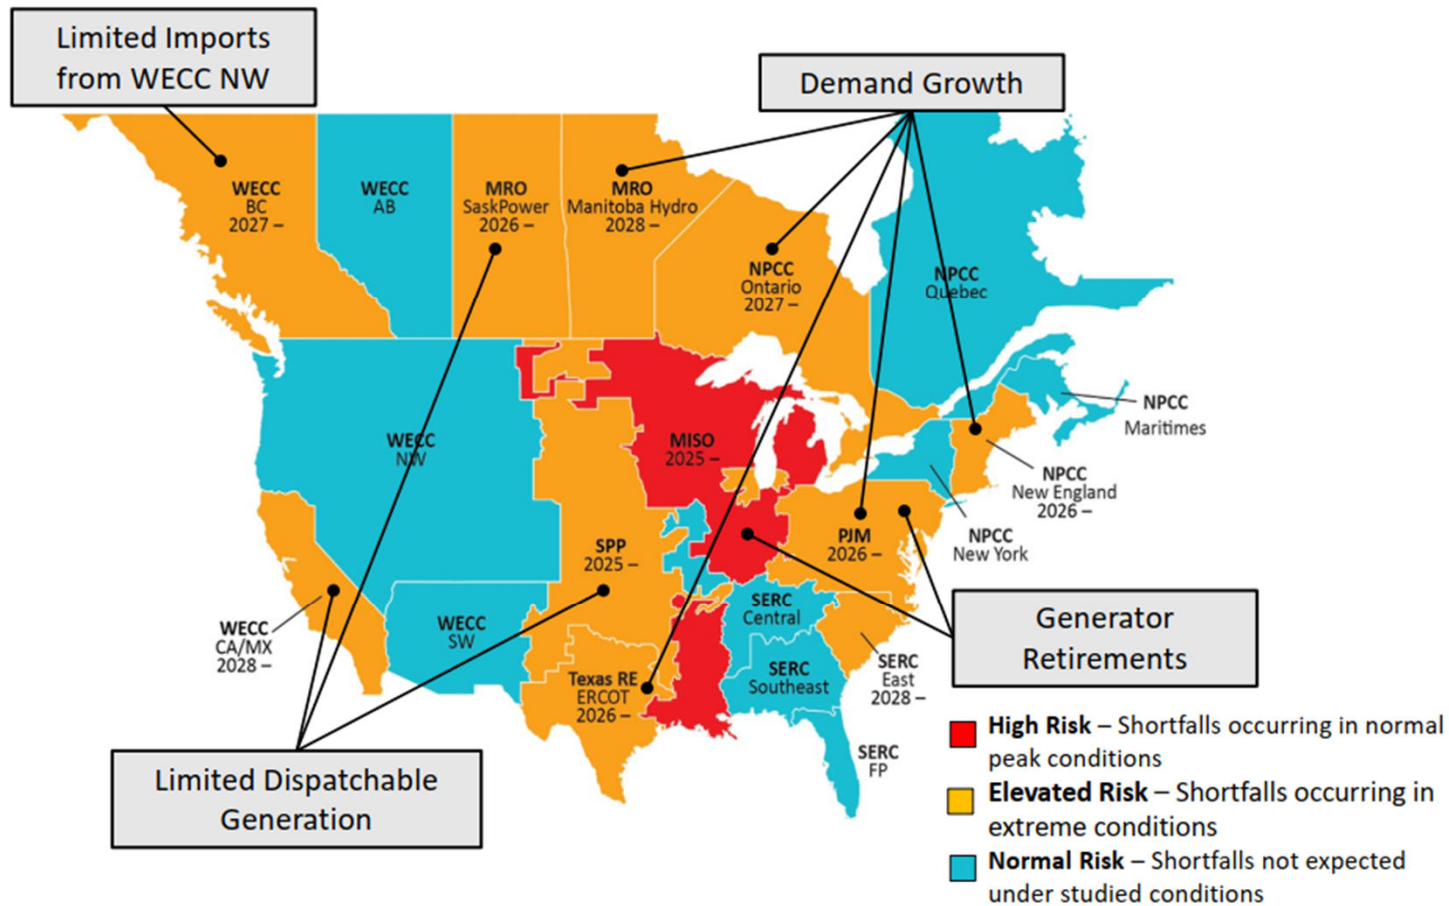 Limited Imports
from WECC NW
Demand Growth
WECC
BC
2027 –
WECC
AB
MRO
SaskPower
2026 –
MRO
Manitoba Hydro
2028 –
NPCC
Ontario
2027 –
NPCC
Quebec
NPCC
Maritimes
WECC
NW
MISO
2025 –
NPCC
New England
2026 –
NPCC
New York
PJM
2026 –
SPP
2025 –
WECC
CA/MX
2028 –
WECC
SW
SERC
Central
SERC
Southeast
SERC
East
2028 –
Texas RE
ERCOT
2026 –
SERC
FP
Generator
Retirements
Limited Dispatchable
Generation
High Risk – Shortfalls occurring in normal
peak conditions
Elevated Risk – Shortfalls occurring in
extreme conditions
Normal Risk – Shortfalls not expected
under studied conditions